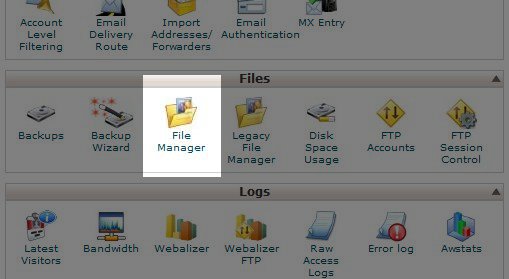 Account
Level
Filtering
Email
Delivery
Route
Import
Addresses/
Forwarders
Email
Authentication
MX Entry
Files
Backups
Backup
Wizard
File
Manager
Legacy
File
Manager
Disk
Space
Usage
FTP
Accounts
FTP
Session
Control
Logs
Latest
Visitors
Bandwidth
Webalizer
Webalizer
FTP
Raw
Access
Logs
Error log
Awstats